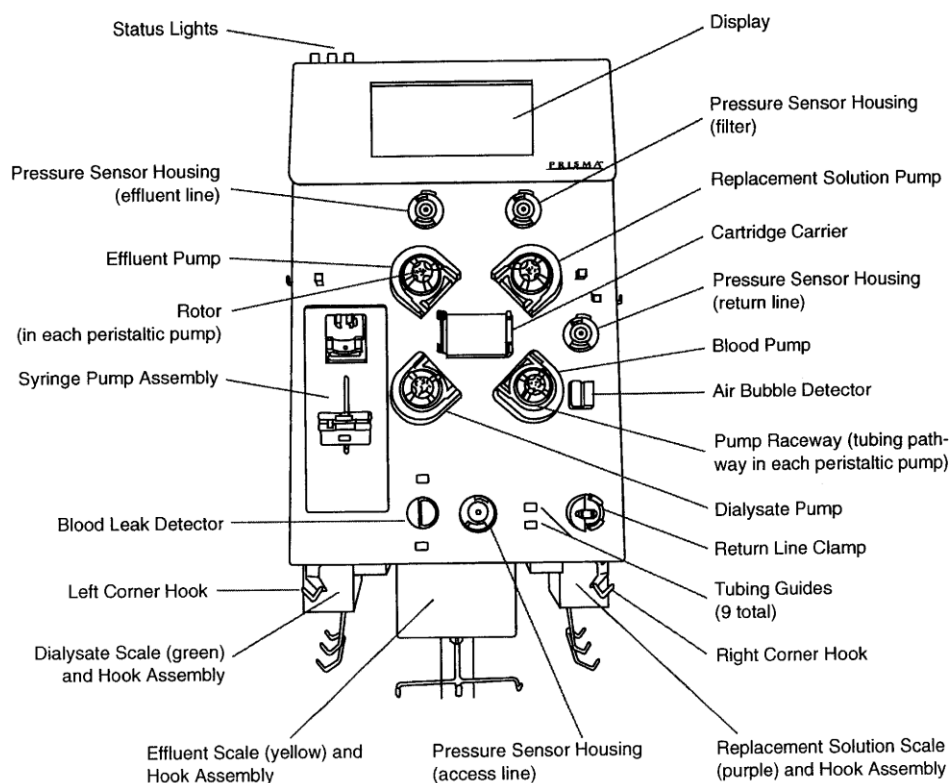 Status Lights
Display
Pressure Sensor Housing
(filter)
PRISMA
Pressure Sensor Housing
(effluent line)
Replacement Solution Pump
Effluent Pump
Cartridge Carrier
Rotor
(in each peristaltic pump)
Pressure Sensor Housing
(return line)
Syringe Pump Assembly
Blood Pump
Air Bubble Detector
Pump Raceway (tubing path-
way in each peristaltic pump)
Dialysate Pump
Blood Leak Detector
Return Line Clamp
Left Corner Hook
Tubing Guides
(9 total)
Dialysate Scale (green)
and Hook Assembly
Right Corner Hook
Effluent Scale (yellow) and
Hook Assembly
Pressure Sensor Housing
(access line)
Replacement Solution Scale
(purple) and Hook Assembly